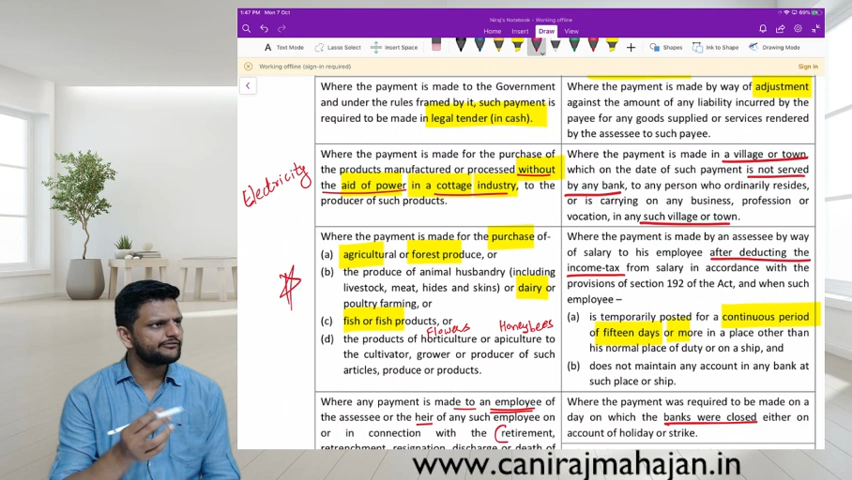 1:47 PM Mon 7 Oct
Niraj's Notebook - Working offline
69%
Home Insert Draw View
Text Mode Lasso Select Insert Space Shapes Ink to Shape Drawing Mode
Working offline (sign-in required)
Sign In
Where the payment is made to the Government
and under the rules framed by it, such payment is
required to be made in legal tender (in cash).
Where the payment is made by way of adjustment
against the amount of any liability incurred by the
payee for any goods supplied or services rendered
by the assessee to such payee.
Electricity
Where the payment is made for the purchase of
the products manufactured or processed without
the aid of power in a cottage industry, to the
producer of such products.
Where the payment is made in a village or town,
which on the date of such payment is not served
by any bank, to any person who ordinarily resides,
or is carrying on any business, profession or
vocation, in any such village or town.
Where the payment is made for the purchase of-
(a) agricultural or forest produce, or
(b) the produce of animal husbandry (including
livestock, meat, hides and skins) or dairy or
poultry farming, or
(c) fish or fish products, or
Flowers Honeybees
(d) the products of horticulture or apiculture to
the cultivator, grower or producer of such
articles, produce or products.
Where the payment is made by an assessee by way
of salary to his employee after deducting the
income-tax from salary in accordance with the
provisions of section 192 of the Act, and when such
employee –
(a) is temporarily posted for a continuous period
of fifteen days or more in a place other than
his normal place of duty or on a ship, and
(b) does not maintain any account in any bank at
such place or ship.
Where any payment is made to an employee of
the assessee or the heir of any such employee on
or in connection with the retirement,
retrenchment, resignation, discharge or death of
Where the payment was required to be made on a
day on which the banks were closed either on
account of holiday or strike.
www.canirajmahajan.in